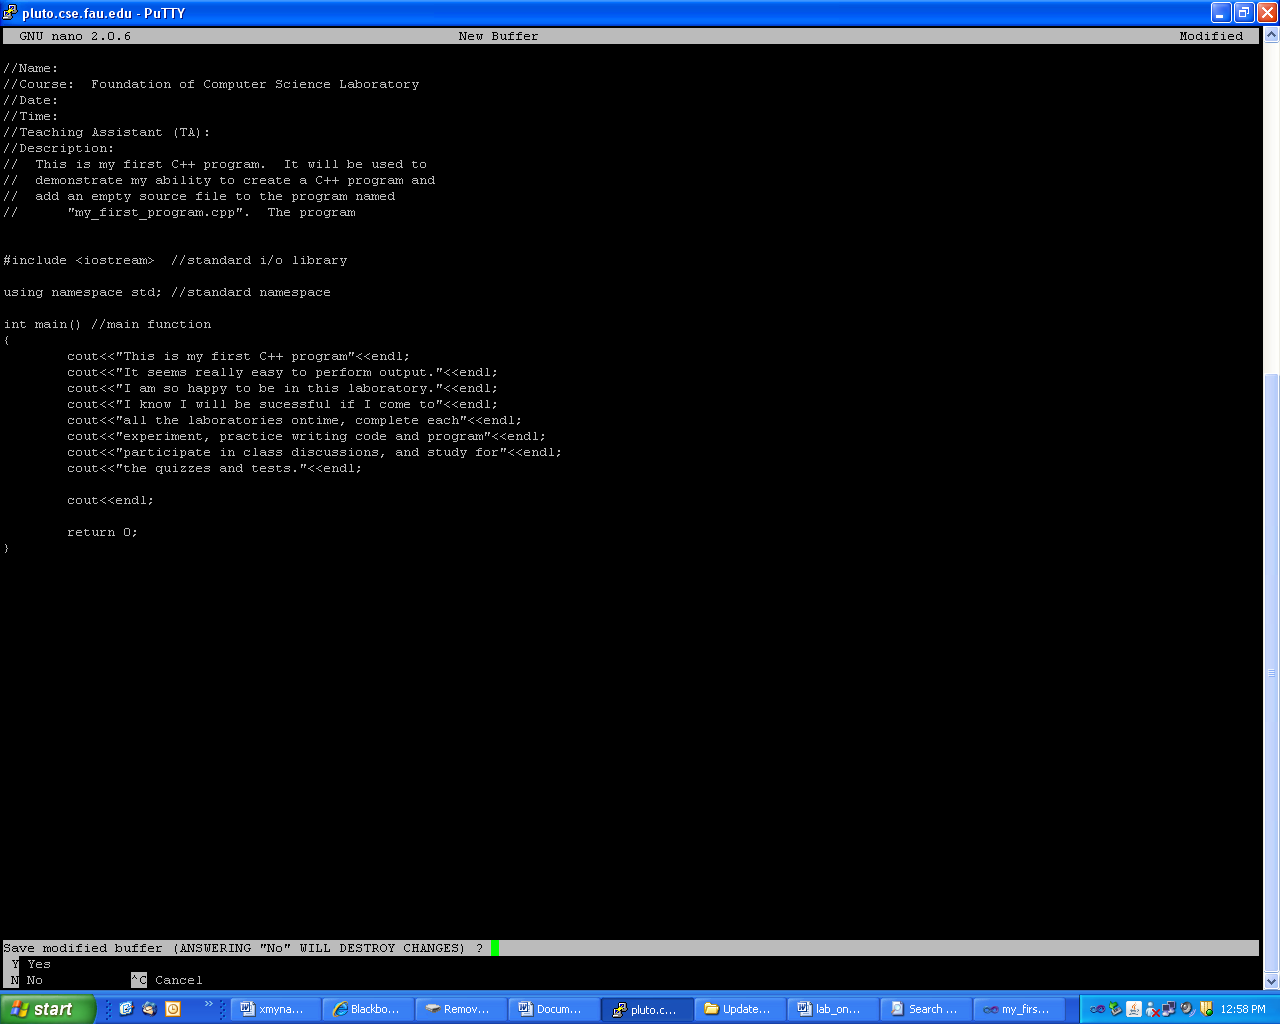 pluto.cse.fau.edu - PuTTY
GNU nano 2.0.6 New Buffer Modified
//Name:
//Course:  Foundation of Computer Science Laboratory
//Date:
//Time:
//Teaching Assistant (TA):
//Description:
//  This is my first C++ program.  It will be used to
//  demonstrate my ability to create a C++ program and
//  add an empty source file to the program named
//      "my_first_program.cpp".  The program
#include <iostream>  //standard i/o library
using namespace std; //standard namespace
int main() //main function
{
        cout<<"This is my first C++ program"<<endl;
        cout<<"It seems really easy to perform output."<<endl;
        cout<<"I am so happy to be in this laboratory."<<endl;
        cout<<"I know I will be sucessful if I come to"<<endl;
        cout<<"all the laboratories ontime, complete each"<<endl;
        cout<<"experiment, practice writing code and program"<<endl;
        cout<<"participate in class discussions, and study for"<<endl;
        cout<<"the quizzes and tests."<<endl;
        cout<<endl;
        return 0;
}
Save modified buffer (ANSWERING "No" WILL DESTROY CHANGES) ?
Y Yes
N No ^C Cancel
start » xmyna... Blackbo... Remov... Docum... pluto.c... Update... lab_on... Search ... my_firs... 12:58 PM